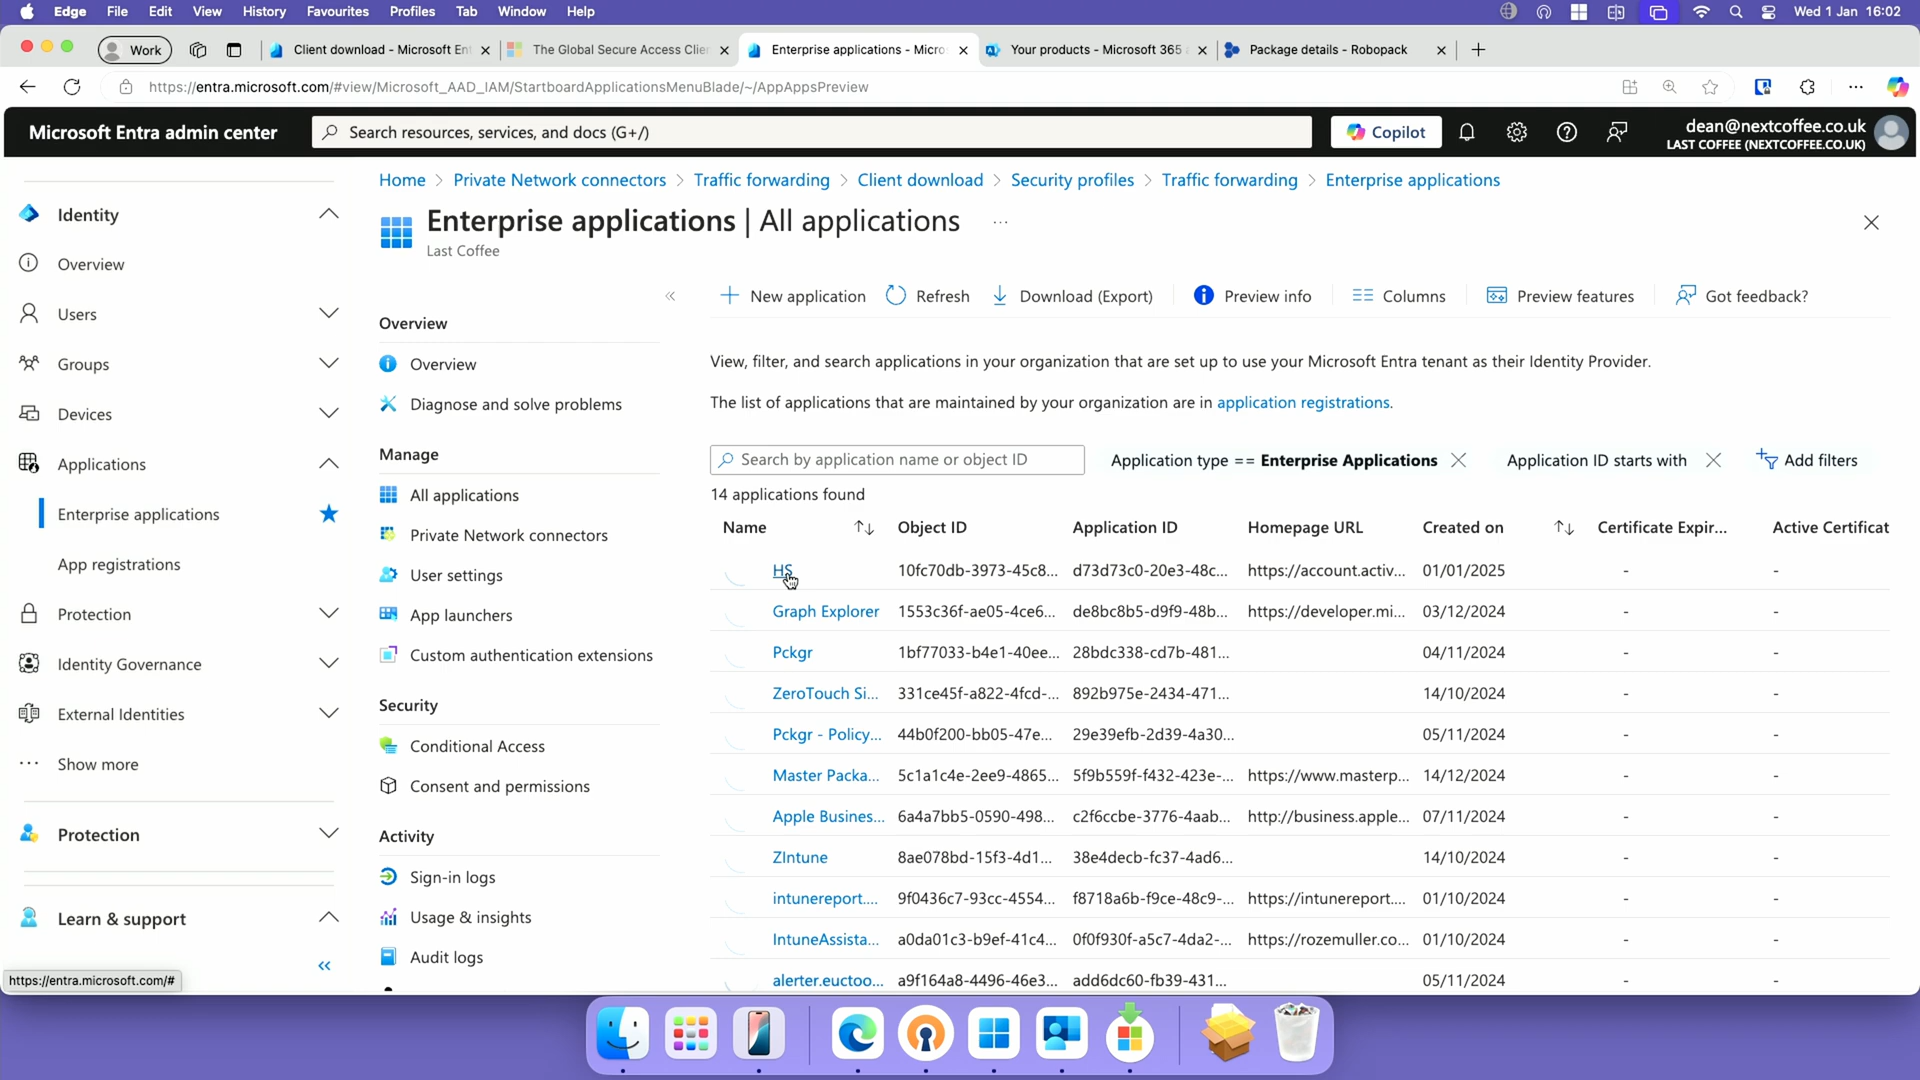 Edge File Edit View History Favourites Profiles Tab Window Help Wed 1 Jan 16:02
Work Client download - Microsoft Ent The Global Secure Access Clien Enterprise applications - Micro Your products - Microsoft 365 Package details - Robopack
https://entra.microsoft.com/#view/Microsoft_AAD_IAM/StartboardApplicationsMenuBlade/~/AppAppsPreview
Microsoft Entra admin center Search resources, services, and docs (G+/) Copilot dean@nextcoffee.co.uk
LAST COFFEE (NEXTCOFFEE.CO.UK)
Home > Private Network connectors > Traffic forwarding > Client download > Security profiles > Traffic forwarding > Enterprise applications
Enterprise applications | All applications ...
Last Coffee
Identity
Overview
Users
Groups
Devices
Applications
Enterprise applications
App registrations
Protection
Identity Governance
External Identities
Show more
Protection
Learn & support
https://entra.microsoft.com/#
Overview
Overview
Diagnose and solve problems
Manage
All applications
Private Network connectors
User settings
App launchers
Custom authentication extensions
Security
Conditional Access
Consent and permissions
Activity
Sign-in logs
Usage & insights
Audit logs
New application Refresh Download (Export) Preview info Columns Preview features Got feedback?
View, filter, and search applications in your organization that are set up to use your Microsoft Entra tenant as their Identity Provider.
The list of applications that are maintained by your organization are in application registrations.
Search by application name or object ID Application type == Enterprise Applications Application ID starts with Add filters
14 applications found
Name Object ID Application ID Homepage URL Created on Certificate Expir... Active Certificat
HS 10fc70db-3973-45c8... d73d73c0-20e3-48c... https://account.activ... 01/01/2025 - -
Graph Explorer 1553c36f-ae05-4ce6... de8bc8b5-d9f9-48b... https://developer.mi... 03/12/2024 - -
Pckgr 1bf77033-b4e1-40ee... 28bdc338-cd7b-481... 04/11/2024 - -
ZeroTouch Si... 331ce45f-a822-4fcd-... 892b975e-2434-471... 14/10/2024 - -
Pckgr - Policy... 44b0f200-bb05-47e... 29e39efb-2d39-4a30... 05/11/2024 - -
Master Packa... 5c1a1c4e-2ee9-4865... 5f9b559f-f432-423e-... https://www.masterp... 14/12/2024 - -
Apple Busines... 6a4a7bb5-0590-498... c2f6ccbe-3776-4aab... http://business.apple... 07/11/2024 - -
ZIntune 8ae078bd-15f3-4d1... 38e4decb-fc37-4ad6... 14/10/2024 - -
intunereport.... 9f0436c7-93cc-4554... f8718a6b-f9ce-48c9-... https://intunereport.... 01/10/2024 - -
IntuneAssista... a0da01c3-b9ef-41c4... 0f0f930f-a5c7-4da2-... https://rozemuller.co... 01/10/2024 - -
alerter.euctoo... a9f164a8-4496-46e3... add6dc60-fb39-431... 05/11/2024 - -